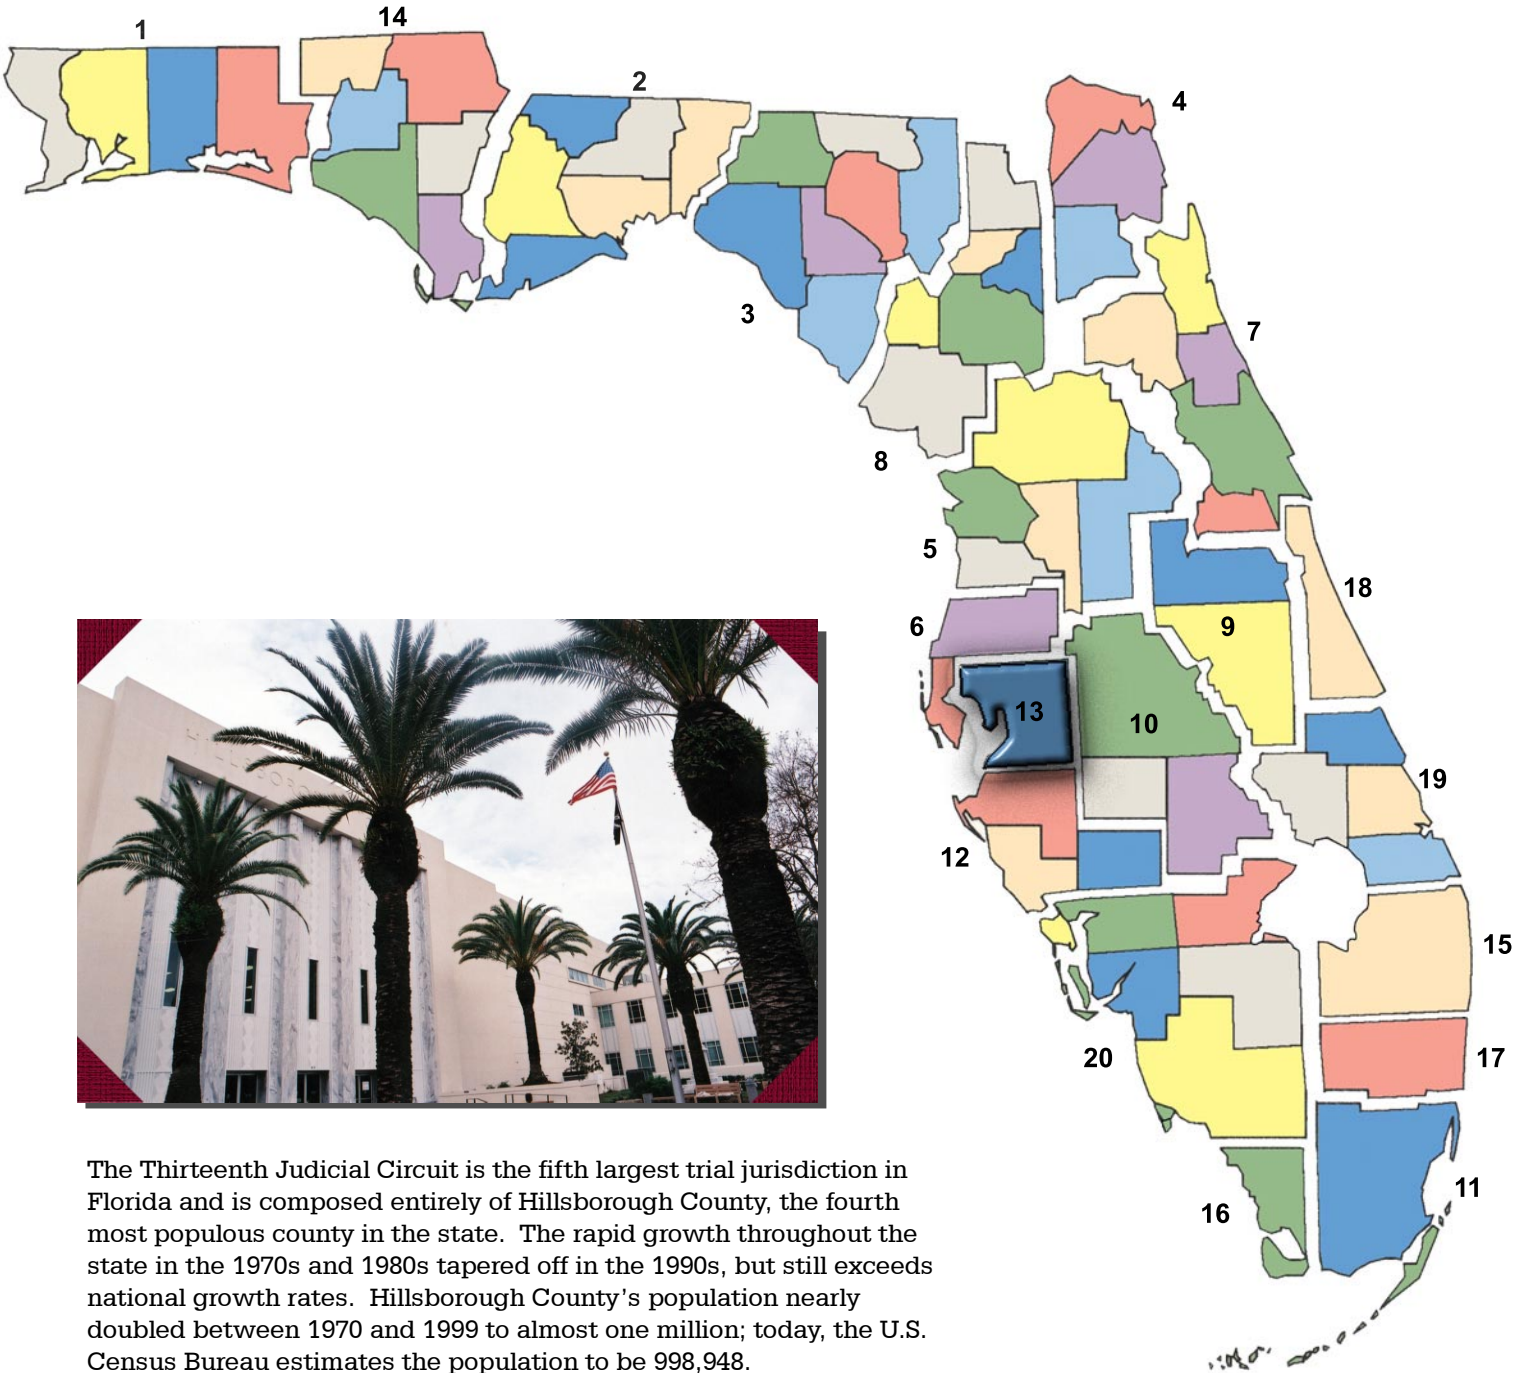 1
14
2
4
3
7
8
5
18
6
9
13
10
19
12
15
20
17
16
11
HILLSBORO
The Thirteenth Judicial Circuit is the fifth largest trial jurisdiction in
Florida and is composed entirely of Hillsborough County, the fourth
most populous county in the state.  The rapid growth throughout the
state in the 1970s and 1980s tapered off in the 1990s, but still exceeds
national growth rates.  Hillsborough County's population nearly
doubled between 1970 and 1999 to almost one million; today, the U.S.
Census Bureau estimates the population to be 998,948.